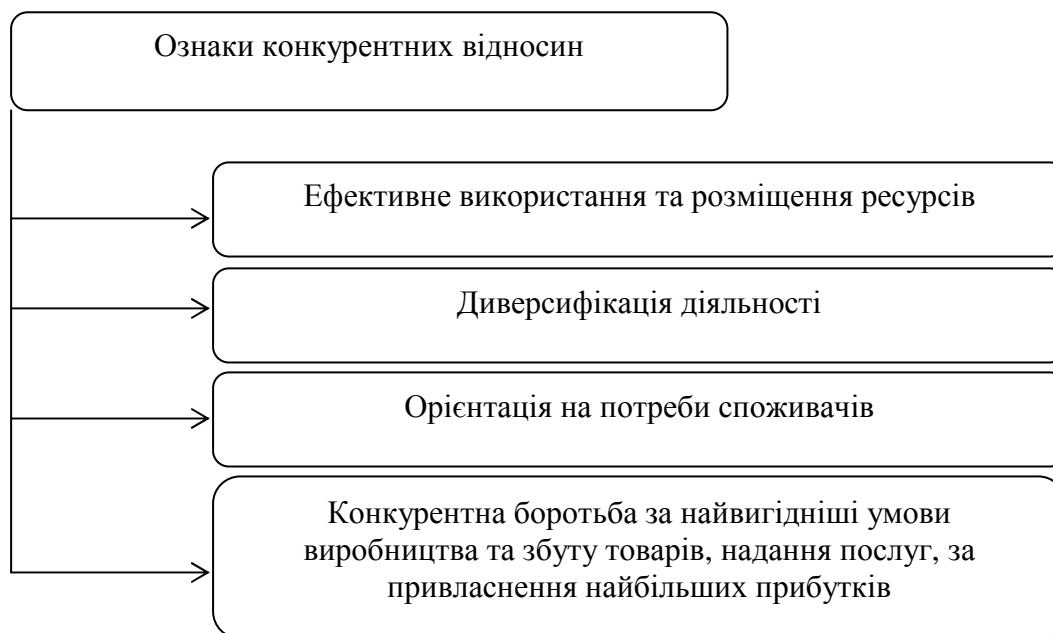 Ознаки конкурентних відносин
Ефективне використання та розміщення ресурсів
Диверсифікація діяльності
Орієнтація на потреби споживачів
Конкурентна боротьба за найвигідніші умови
виробництва та збуту товарів, надання послуг, за
привласнення найбільших прибутків